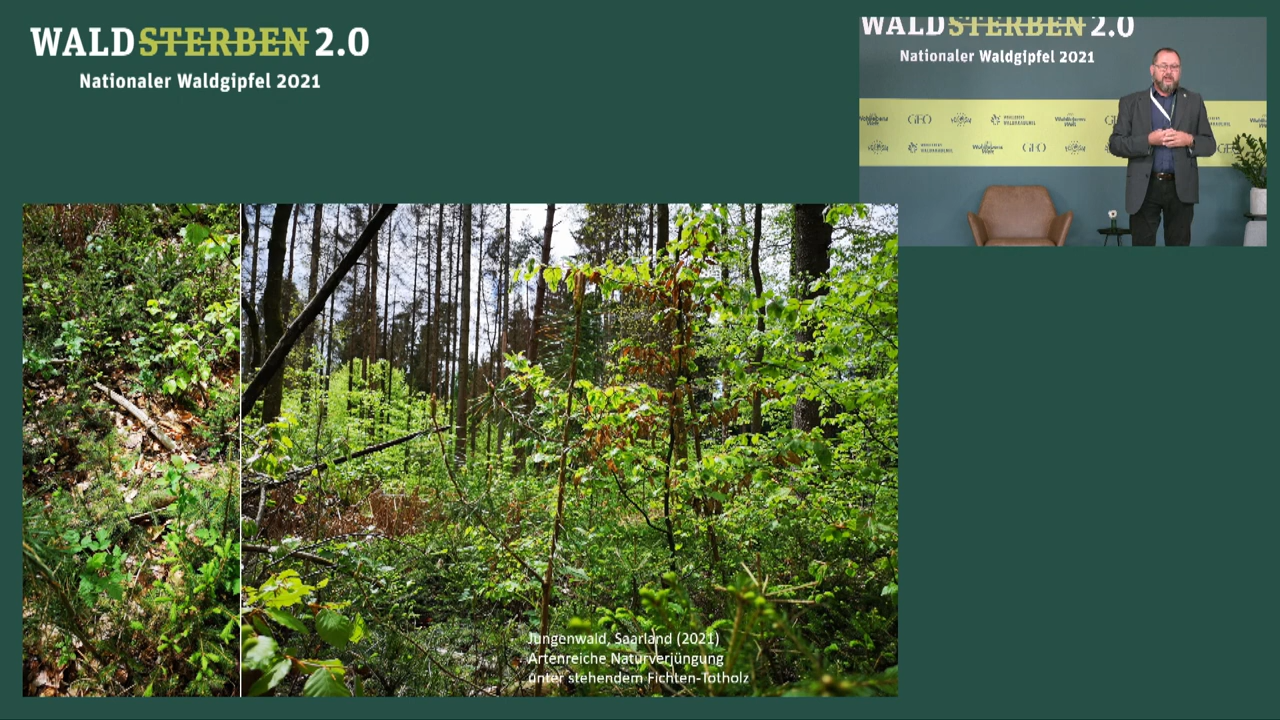 WALDSTERBEN 2.0
Nationaler Waldgipfel 2021
WALDSTERBEN 2.0
Nationaler Waldgipfel 2021
GEO
GEO
Jungenwald, Saarland (2021)
Artenreiche Naturverjüngung
unter stehendem Fichten-Totholz